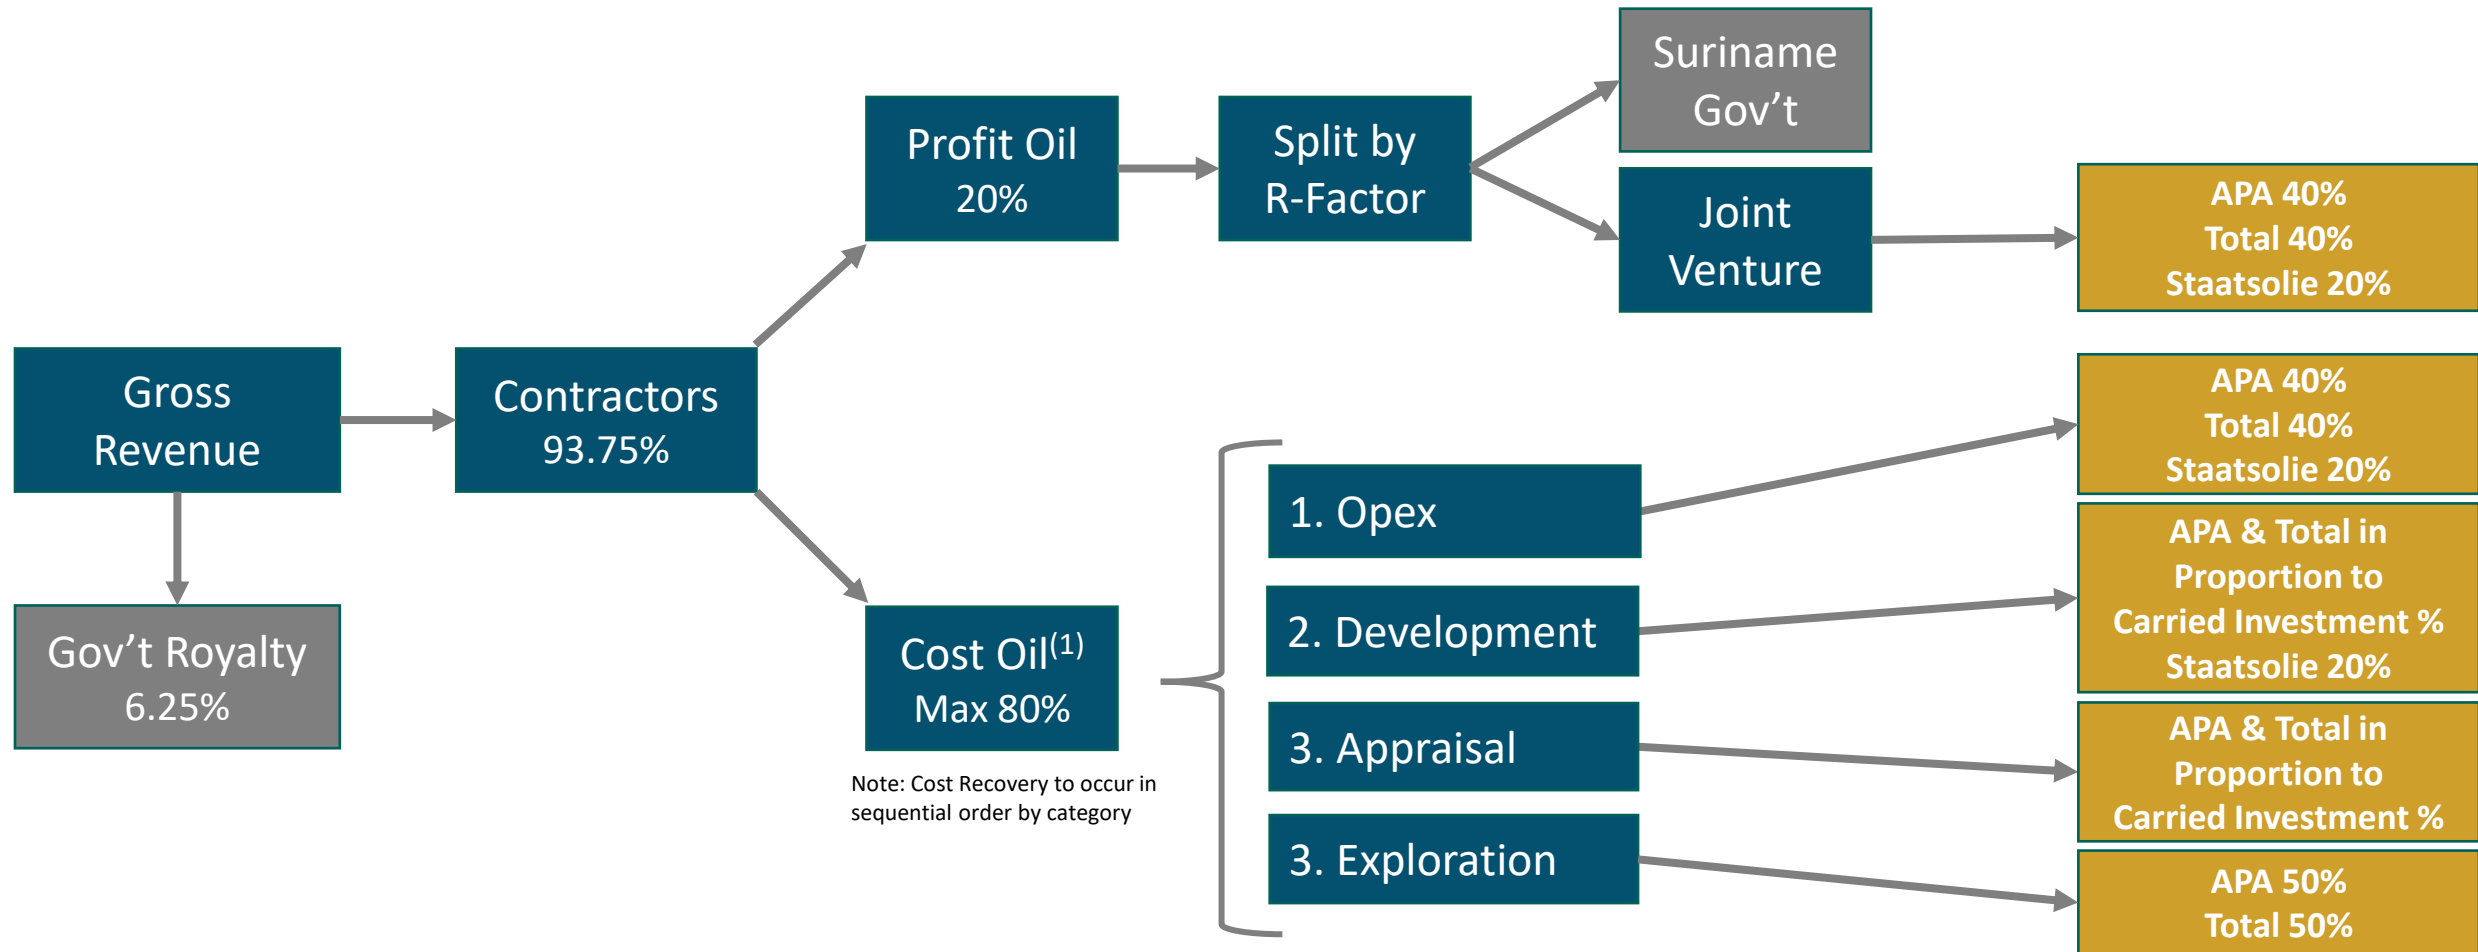 Gross
Revenue
Gov’t Royalty
6.25%
Contractors
93.75%
Profit Oil
20%
Split by
R-Factor
Suriname
Gov’t
Joint
Venture
APA 40%
Total 40%
Staatsolie 20%
Cost Oil(1)
Max 80%
Note: Cost Recovery to occur in
sequential order by category
1. Opex
APA 40%
Total 40%
Staatsolie 20%
2. Development
APA & Total in
Proportion to
Carried Investment %
Staatsolie 20%
3. Appraisal
APA & Total in
Proportion to
Carried Investment %
3. Exploration
APA 50%
Total 50%